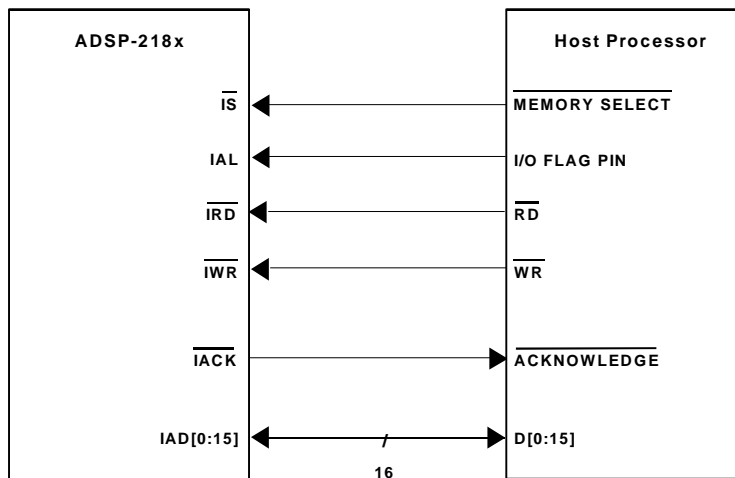 ADSP-218x Host Processor
IS MEMORY SELECT
IAL I/O FLAG PIN
IRD RD
IWR WR
IACK ACKNOWLEDGE
IAD[0:15] / D[0:15]
16